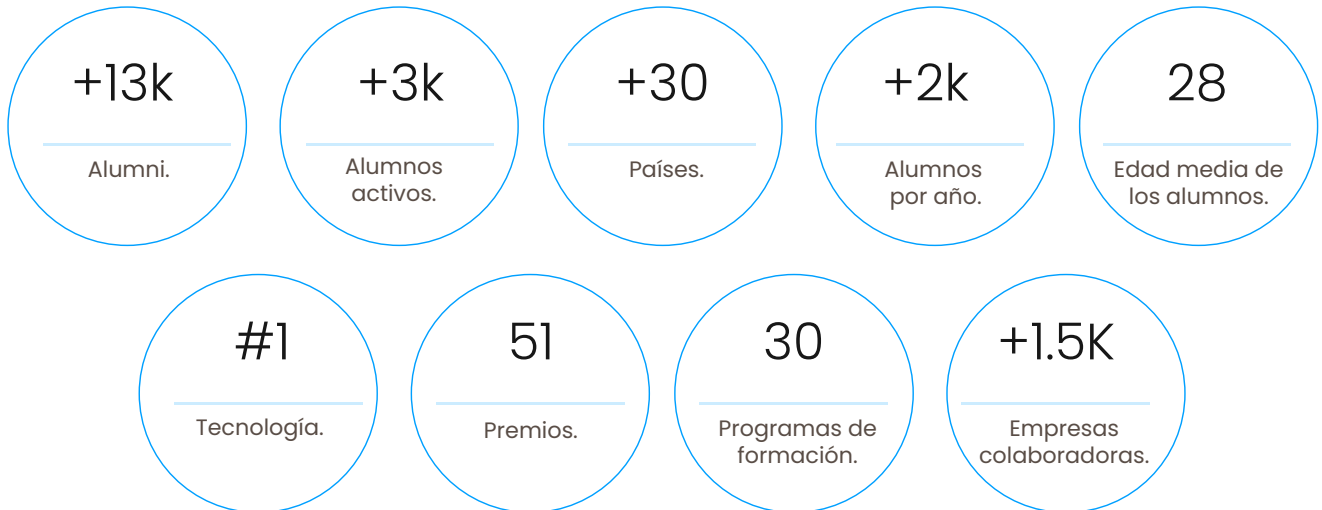 +13k
Alumni.
+3k
Alumnos
activos.
+30
Países.
+2k
Alumnos
por año.
28
Edad media de
los alumnos.
#1
Tecnología.
51
Premios.
30
Programas de
formación.
+1.5K
Empresas
colaboradoras.